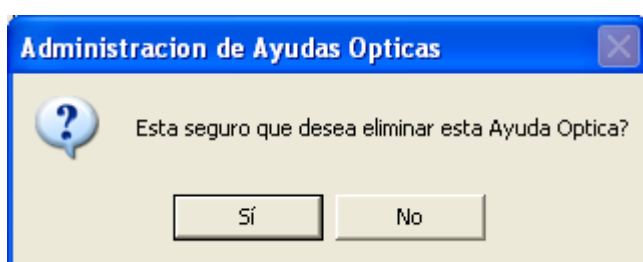 Administracion de Ayudas Opticas
Esta seguro que desea eliminar esta Ayuda Optica?
Sí No